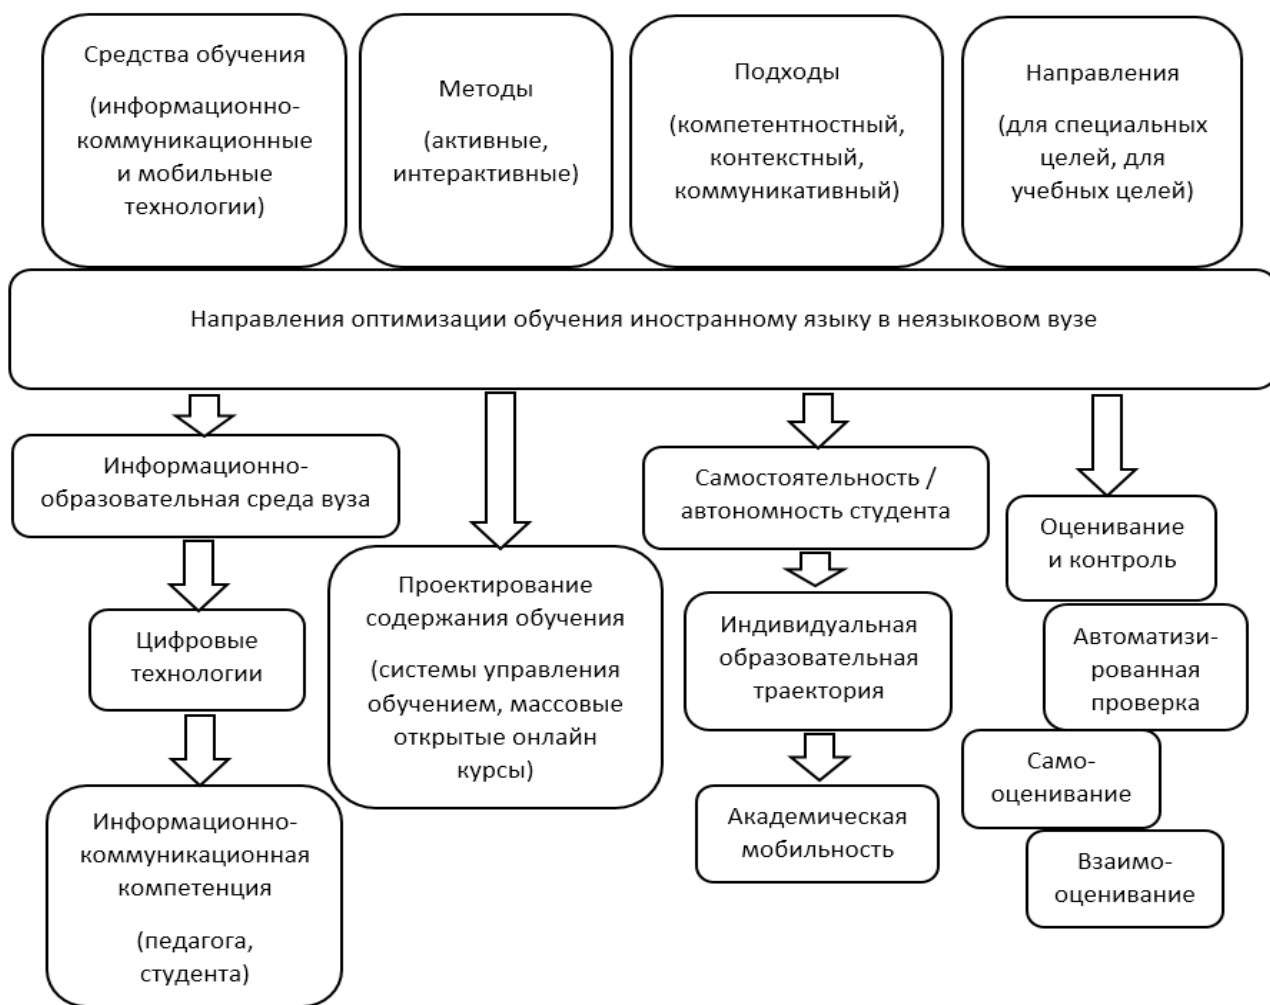 Средства обучения
(информационно-
коммуникационные
и мобильные
технологии)
Методы
(активные,
интерактивные)
Подходы
(компетентностный,
контекстный,
коммуникативный)
Направления
(для специальных
целей, для
учебных целей)
Направления оптимизации обучения иностранному языку в неязыковом вузе
Информационно-
образовательная среда вуза
Цифровые
технологии
Информационно-
коммуникационная
компетенция
(педагога,
студента)
Проектирование
содержания обучения
(системы управления
обучением, массовые
открытые онлайн
курсы)
Самостоятельность /
автономность студента
Индивидуальная
образовательная
траектория
Академическая
мобильность
Оценивание
и контроль
Автоматизи-
рованная
проверка
Само-
оценивание
Взаимо-
оценивание